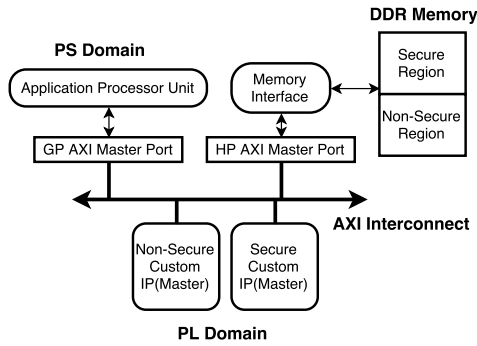 DDR Memory
PS Domain
Application Processor Unit
Memory
Interface
Secure
Region
Non-Secure
Region
GP AXI Master Port
HP AXI Master Port
AXI Interconnect
Non-Secure
Custom
IP(Master)
Secure
Custom
IP(Master)
PL Domain